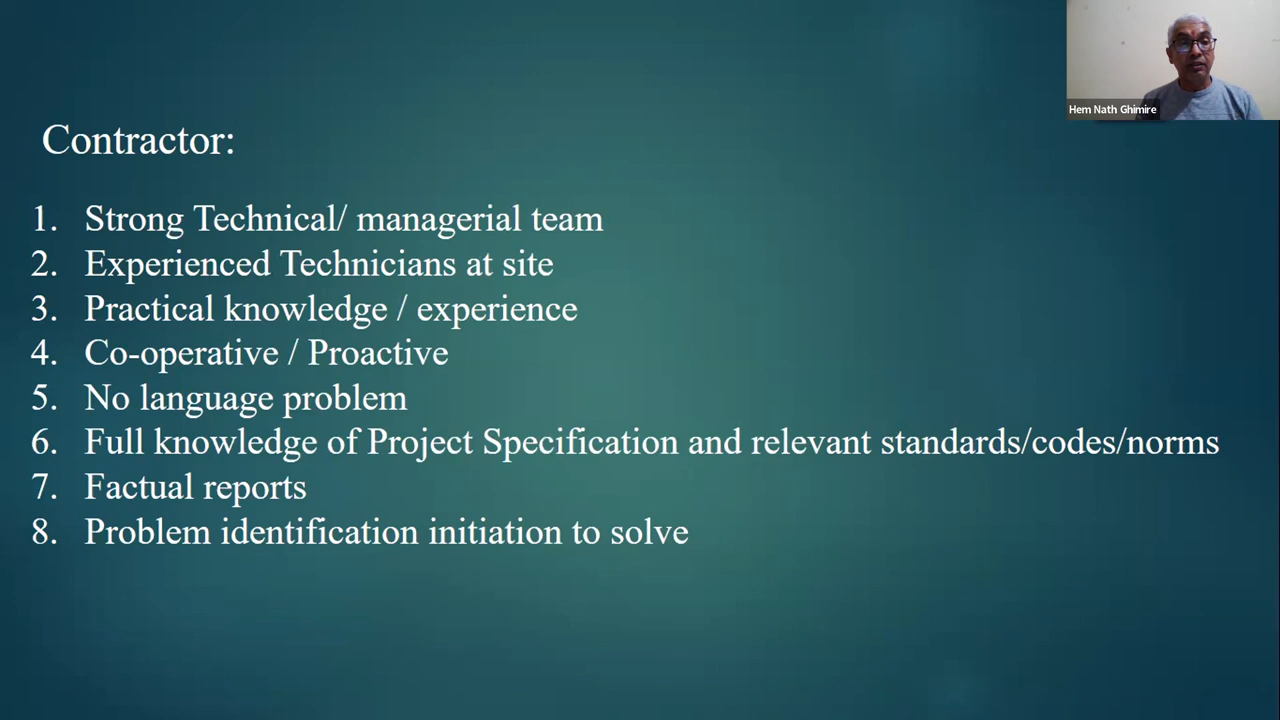 Hem Nath Ghimire
Contractor:
1. Strong Technical/ managerial team
2. Experienced Technicians at site
3. Practical knowledge / experience
4. Co-operative / Proactive
5. No language problem
6. Full knowledge of Project Specification and relevant standards/codes/norms
7. Factual reports
8. Problem identification initiation to solve